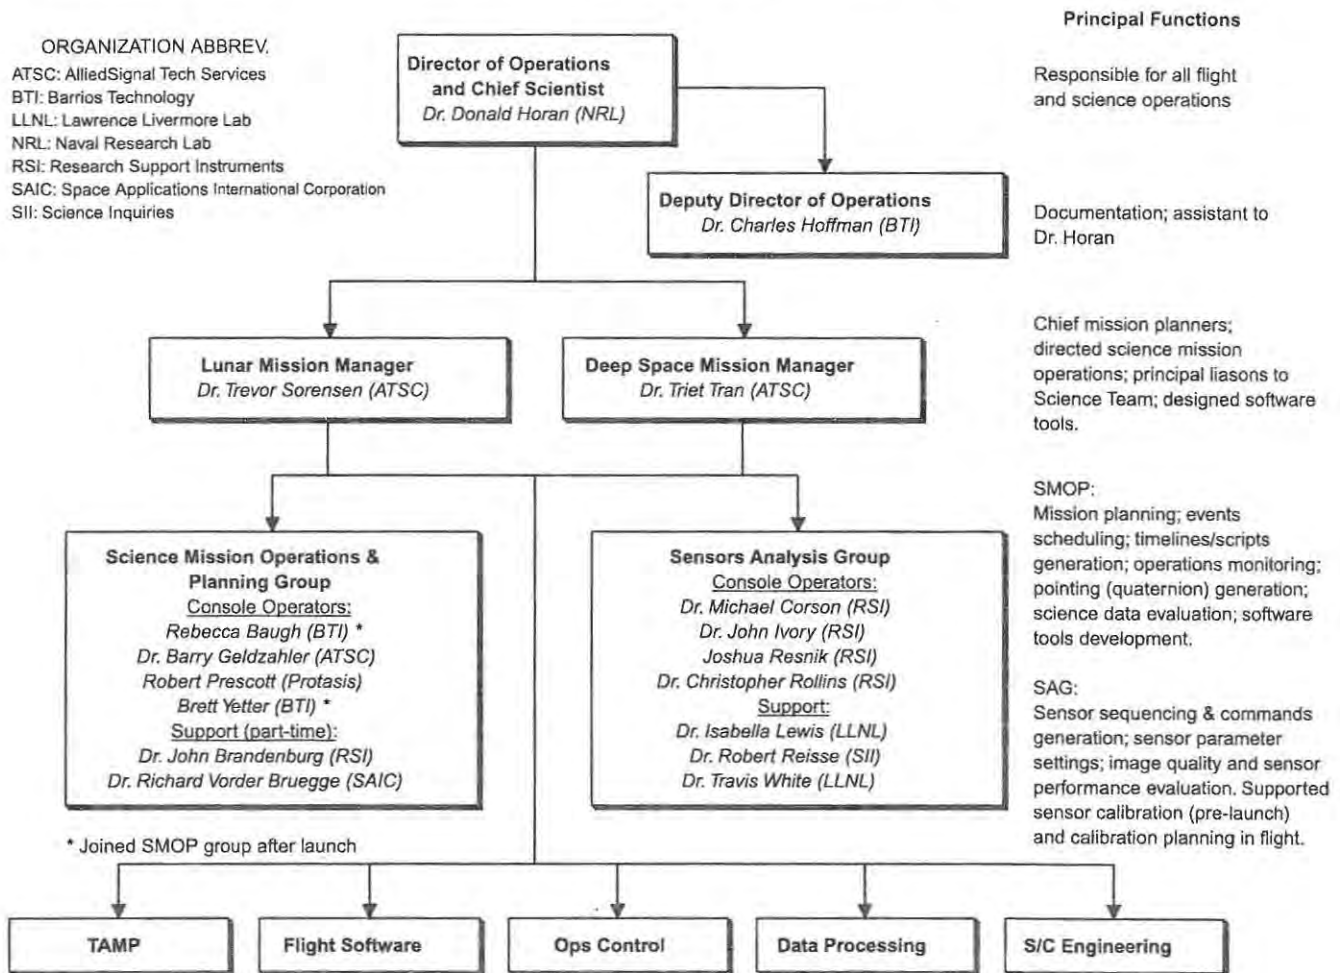 ORGANIZATION ABBREV.
ATSC: AlliedSignal Tech Services
BTI: Barrios Technology
LLNL: Lawrence Livermore Lab
NRL: Naval Research Lab
RSI: Research Support Instruments
SAIC: Space Applications International Corporation
SII: Science Inquiries
Director of Operations
and Chief Scientist
Dr. Donald Horan (NRL)
Principal Functions
Responsible for all flight
and science operations
Deputy Director of Operations
Dr. Charles Hoffman (BTI)
Documentation; assistant to
Dr. Horan
Lunar Mission Manager
Dr. Trevor Sorensen (ATSC)
Deep Space Mission Manager
Dr. Triet Tran (ATSC)
Chief mission planners;
directed science mission
operations; principal liasons to
Science Team; designed software
tools.
Science Mission Operations &
Planning Group
Console Operators:
Rebecca Baugh (BTI) *
Dr. Barry Geldzahler (ATSC)
Robert Prescott (Protasis)
Brett Yetter (BTI) *
Support (part-time):
Dr. John Brandenburg (RSI)
Dr. Richard Vorder Bruegge (SAIC)
* Joined SMOP group after launch
Sensors Analysis Group
Console Operators:
Dr. Michael Corson (RSI)
Dr. John Ivory (RSI)
Joshua Resnik (RSI)
Dr. Christopher Rollins (RSI)
Support:
Dr. Isabella Lewis (LLNL)
Dr. Robert Reisse (SII)
Dr. Travis White (LLNL)
SMOP:
Mission planning; events
scheduling; timelines/scripts
generation; operations monitoring;
pointing (quaternion) generation;
science data evaluation; software
tools development.
SAG:
Sensor sequencing & commands
generation; sensor parameter
settings; image quality and sensor
performance evaluation. Supported
sensor calibration (pre-launch)
and calibration planning in flight.
TAMP
Flight Software
Ops Control
Data Processing
S/C Engineering